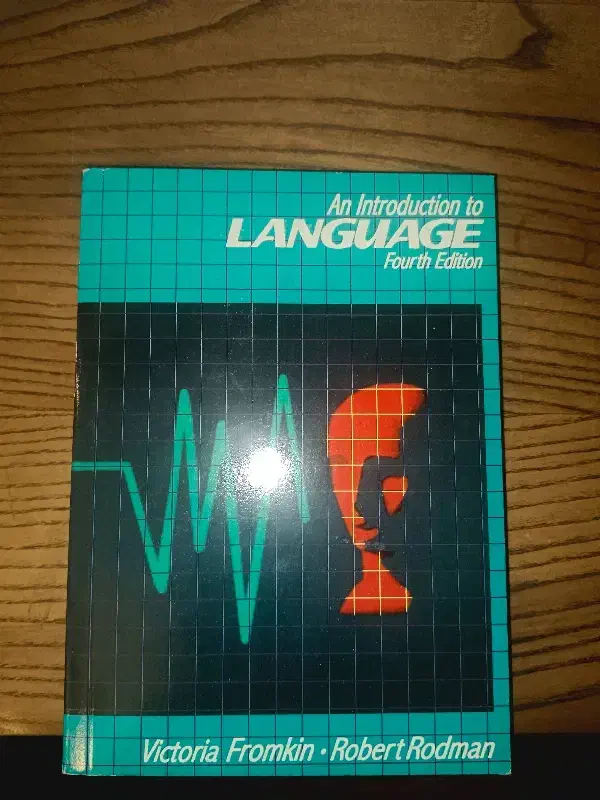 An Introduction to
LANGUAGE
Fourth Edition
Victoria Fromkin · Robert Rodman